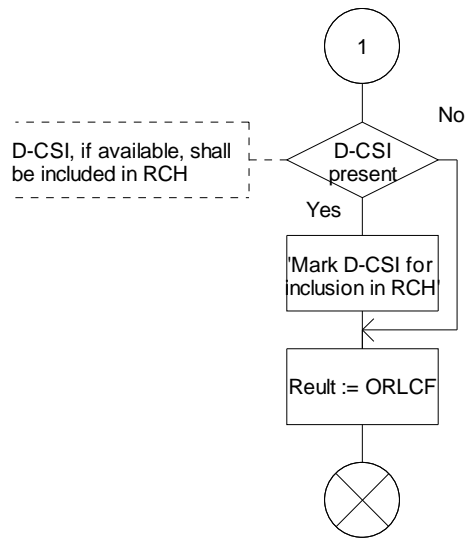 1
No
D-CSI, if available, shall
be included in RCH
D-CSI
present
Yes
'Mark D-CSI for
inclusion in RCH'
Reult := ORLCF